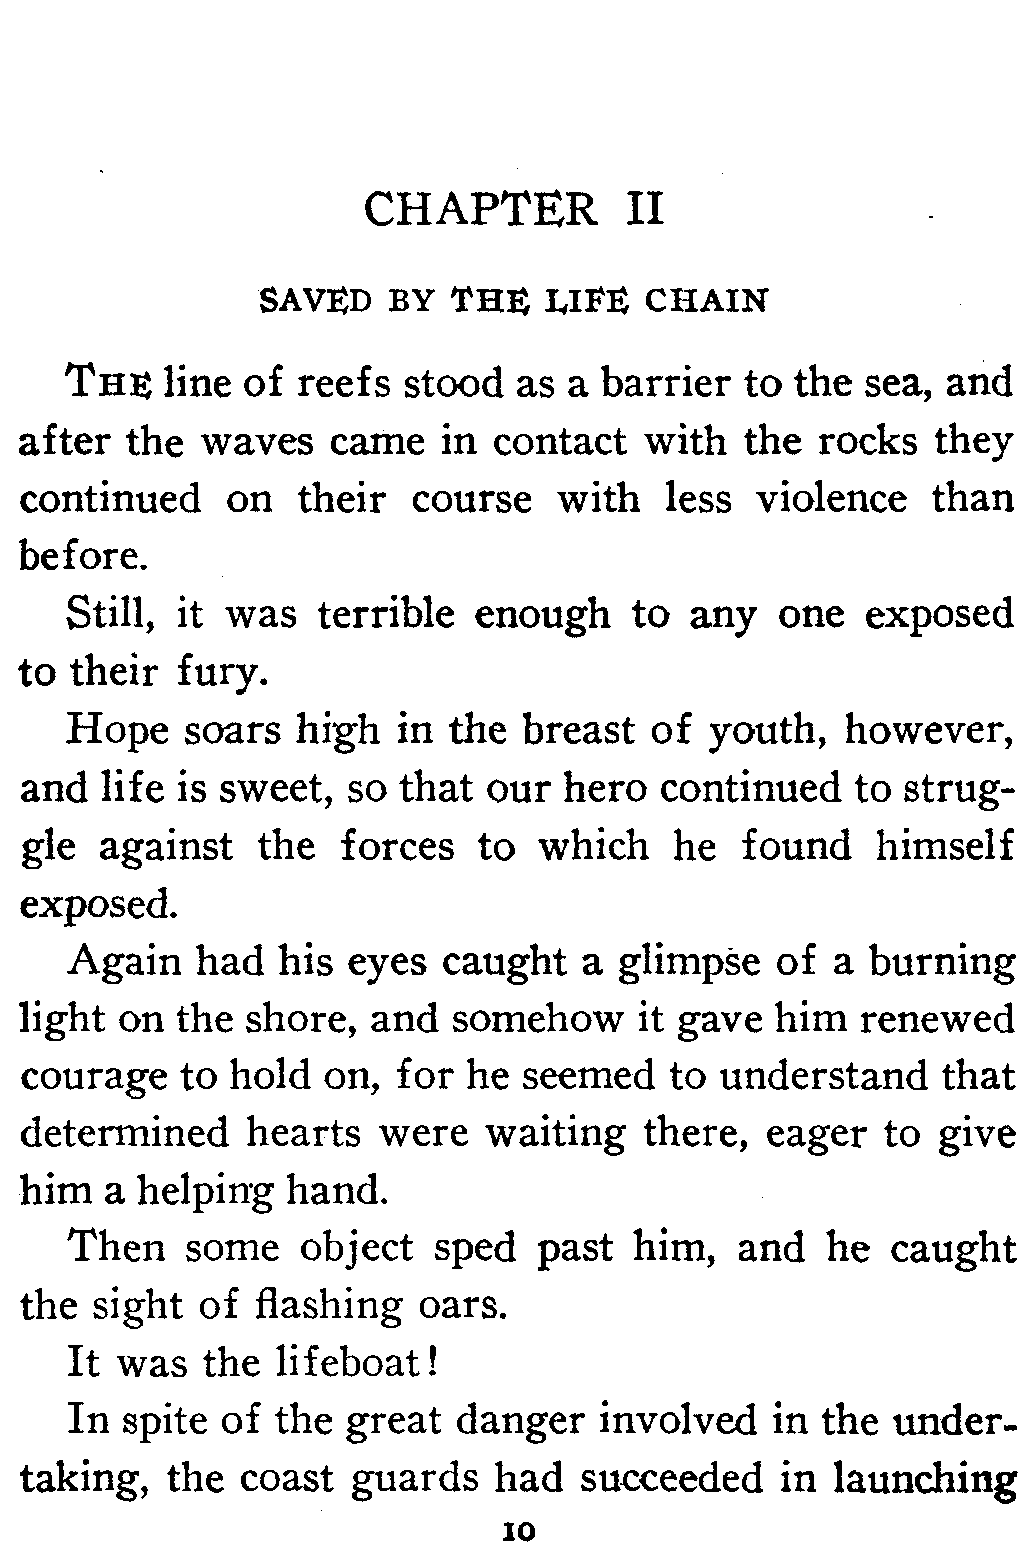 CHAPTER II
SAVED BY THE LIFE CHAIN
THE line of reefs stood as a barrier to the sea, and
after the waves came in contact with the rocks they
continued on their course with less violence than
before.
Still, it was terrible enough to any one exposed
to their fury.
Hope soars high in the breast of youth, however,
and life is sweet, so that our hero continued to strug-
gle against the forces to which he found himself
exposed.
Again had his eyes caught a glimpse of a burning
light on the shore, and somehow it gave him renewed
courage to hold on, for he seemed to understand that
determined hearts were waiting there, eager to give
him a helping hand.
Then some object sped past him, and he caught
the sight of flashing oars.
It was the lifeboat!
In spite of the great danger involved in the under-
taking, the coast guards had succeeded in launching
10